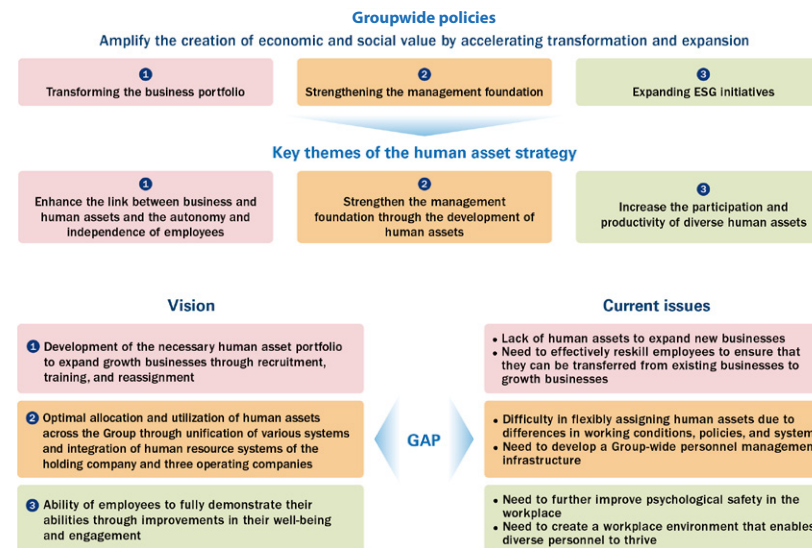 Groupwide policies
Amplify the creation of economic and social value by accelerating transformation and expansion
1
Transforming the business portfolio
2
Strengthening the management foundation
3
Expanding ESG initiatives
Key themes of the human asset strategy
1
Enhance the link between business and
human assets and the autonomy and
independence of employees
2
Strengthen the management
foundation through the development of
human assets
3
Increase the participation and
productivity of diverse human assets
Vision
1 Development of the necessary human asset portfolio
to expand growth businesses through recruitment,
training, and reassignment
2 Optimal allocation and utilization of human assets
across the Group through unification of various systems
and integration of human resource systems of the
holding company and three operating companies
3 Ability of employees to fully demonstrate their
abilities through improvements in their well-being
and engagement
GAP
Current issues
• Lack of human assets to expand new businesses
• Need to effectively reskill employees to ensure that
they can be transferred from existing businesses to
growth businesses
• Difficulty in flexibly assigning human assets due to
differences in working conditions, policies, and system
• Need to develop a Group-wide personnel management
infrastructure
• Need to further improve psychological safety in the
workplace
• Need to create a workplace environment that enables
diverse personnel to thrive